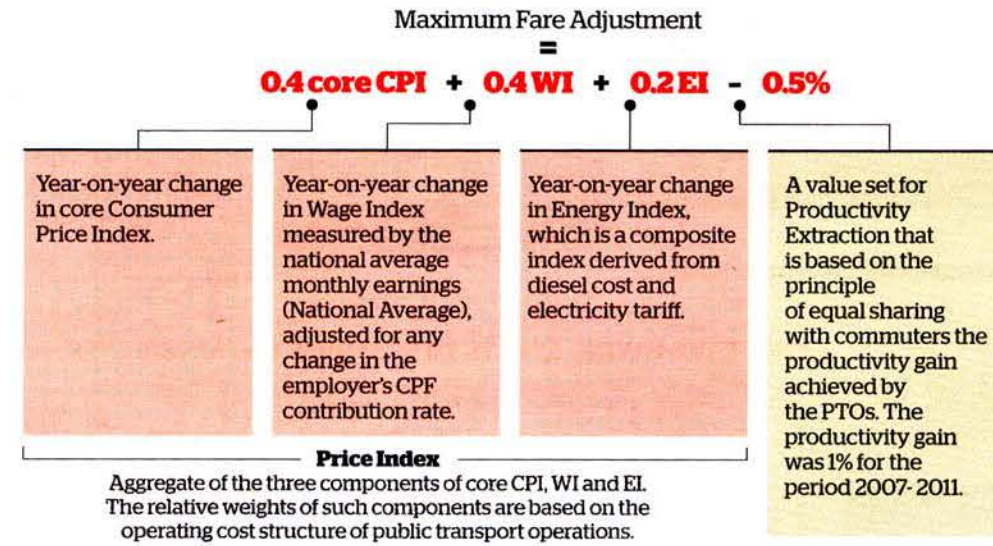 Maximum Fare Adjustment
=
0.4 core CPI + 0.4 WI + 0.2 EI - 0.5%
Year-on-year change
in core Consumer
Price Index.
Year-on-year change
in Wage Index
measured by the
national average
monthly earnings
(National Average),
adjusted for any
change in the
employer's CPF
contribution rate.
Year-on-year change
in Energy Index,
which is a composite
index derived from
diesel cost and
electricity tariff.
A value set for
Productivity
Extraction that
is based on the
principle
of equal sharing
with commuters the
productivity gain
achieved by
the PTOs. The
productivity gain
was 1% for the
period 2007-2011.
Price Index
Aggregate of the three components of core CPI, WI and EI.
The relative weights of such components are based on the
operating cost structure of public transport operations.